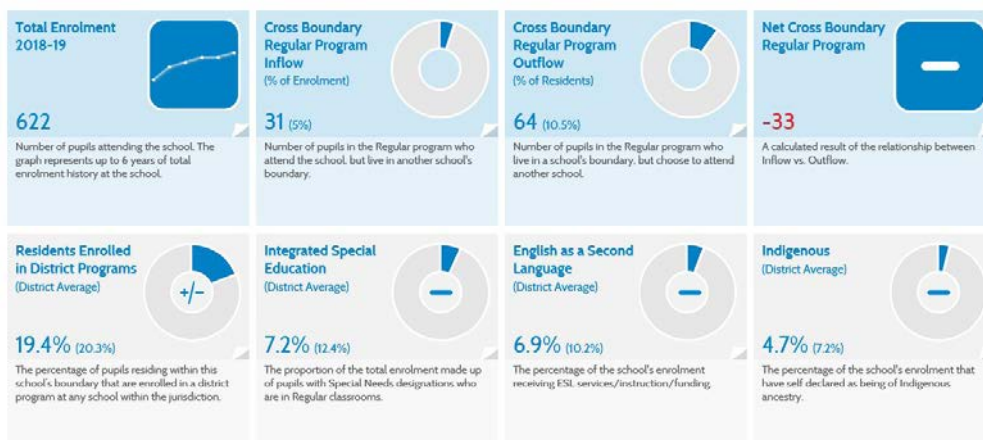 Total Enrolment
2018-19
622
Number of pupils attending the school. The
graph represents up to 6 years of total
enrolment history at the school.
Cross Boundary
Regular Program
Inflow
(% of Enrolment)
31 (5%)
Number of pupils in the Regular program who
attend the school, but live in another school's
boundary.
Cross Boundary
Regular Program
Outflow
(% of Residents)
64 (10.5%)
Number of pupils in the Regular program who
live in a school's boundary, but choose to attend
another school.
Net Cross Boundary
Regular Program
-33
A calculated result of the relationship between
Inflow vs. Outflow.
Residents Enrolled
in District Programs
(District Average)
+/-
19.4% (20.3%)
The percentage of pupils residing within this
school's boundary that are enrolled in a district
program at any school within the jurisdiction.
Integrated Special
Education
(District Average)
7.2% (12.4%)
The proportion of the total enrolment made up
of pupils with Special Needs designations who
are in Regular classrooms.
English as a Second
Language
(District Average)
6.9% (10.2%)
The percentage of the school's enrolment
receiving ESL services/instruction/funding.
Indigenous
(District Average)
4.7% (7.2%)
The percentage of the school's enrolment that
have self declared as being of Indigenous
ancestry.